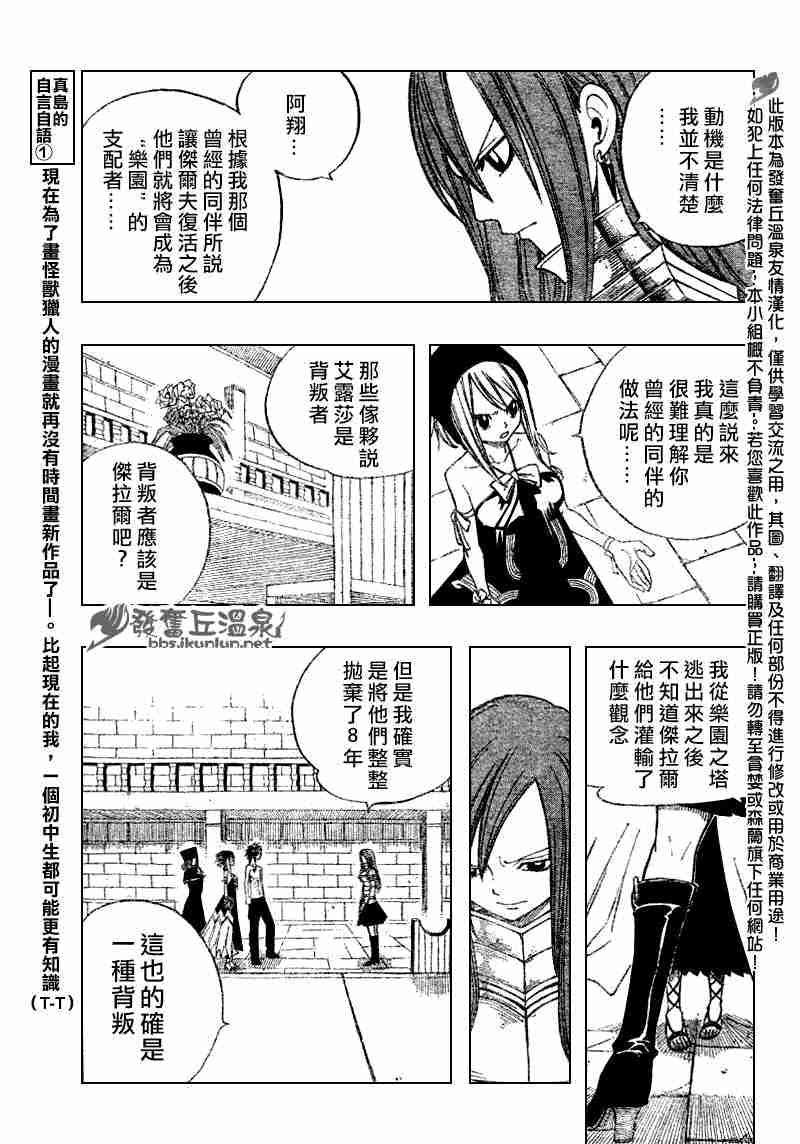 此版本為發奮丘溫泉友情漢化，僅供學習交流之用，其圖、翻譯及任何部份不得進行修改或用於商業用途！
如犯上任何法律問題，本小組概不負責。若您喜歡此作品，請購買正版！請勿轉至貪婪或森蘭旗下任何網站！
動機是什麼
我並不清楚
……
阿翔…
根據我那個
曾經的同伴所說
讓傑爾夫復活之後
他們就將會成為
“樂園”的
支配者……
這麼說來
我真的是
很難理解你
曾經的同伴的
做法呢……
那些傢夥說
艾露莎是
背叛者
背叛者應該是
傑拉爾吧？
我從樂園之塔
逃出來之後
不知道傑拉爾
給他們灌輸了
什麼觀念
但是我確實
是將他們整整
拋棄了8年
這也的確是
一種背叛
真島的
自言自語①
現在為了畫怪獸獵人的漫畫就再沒有時間畫新作品了—。比起現在的我，一個初中生都可能更有知識(T-T)
發奮丘溫泉
bbs.ikunlun.net